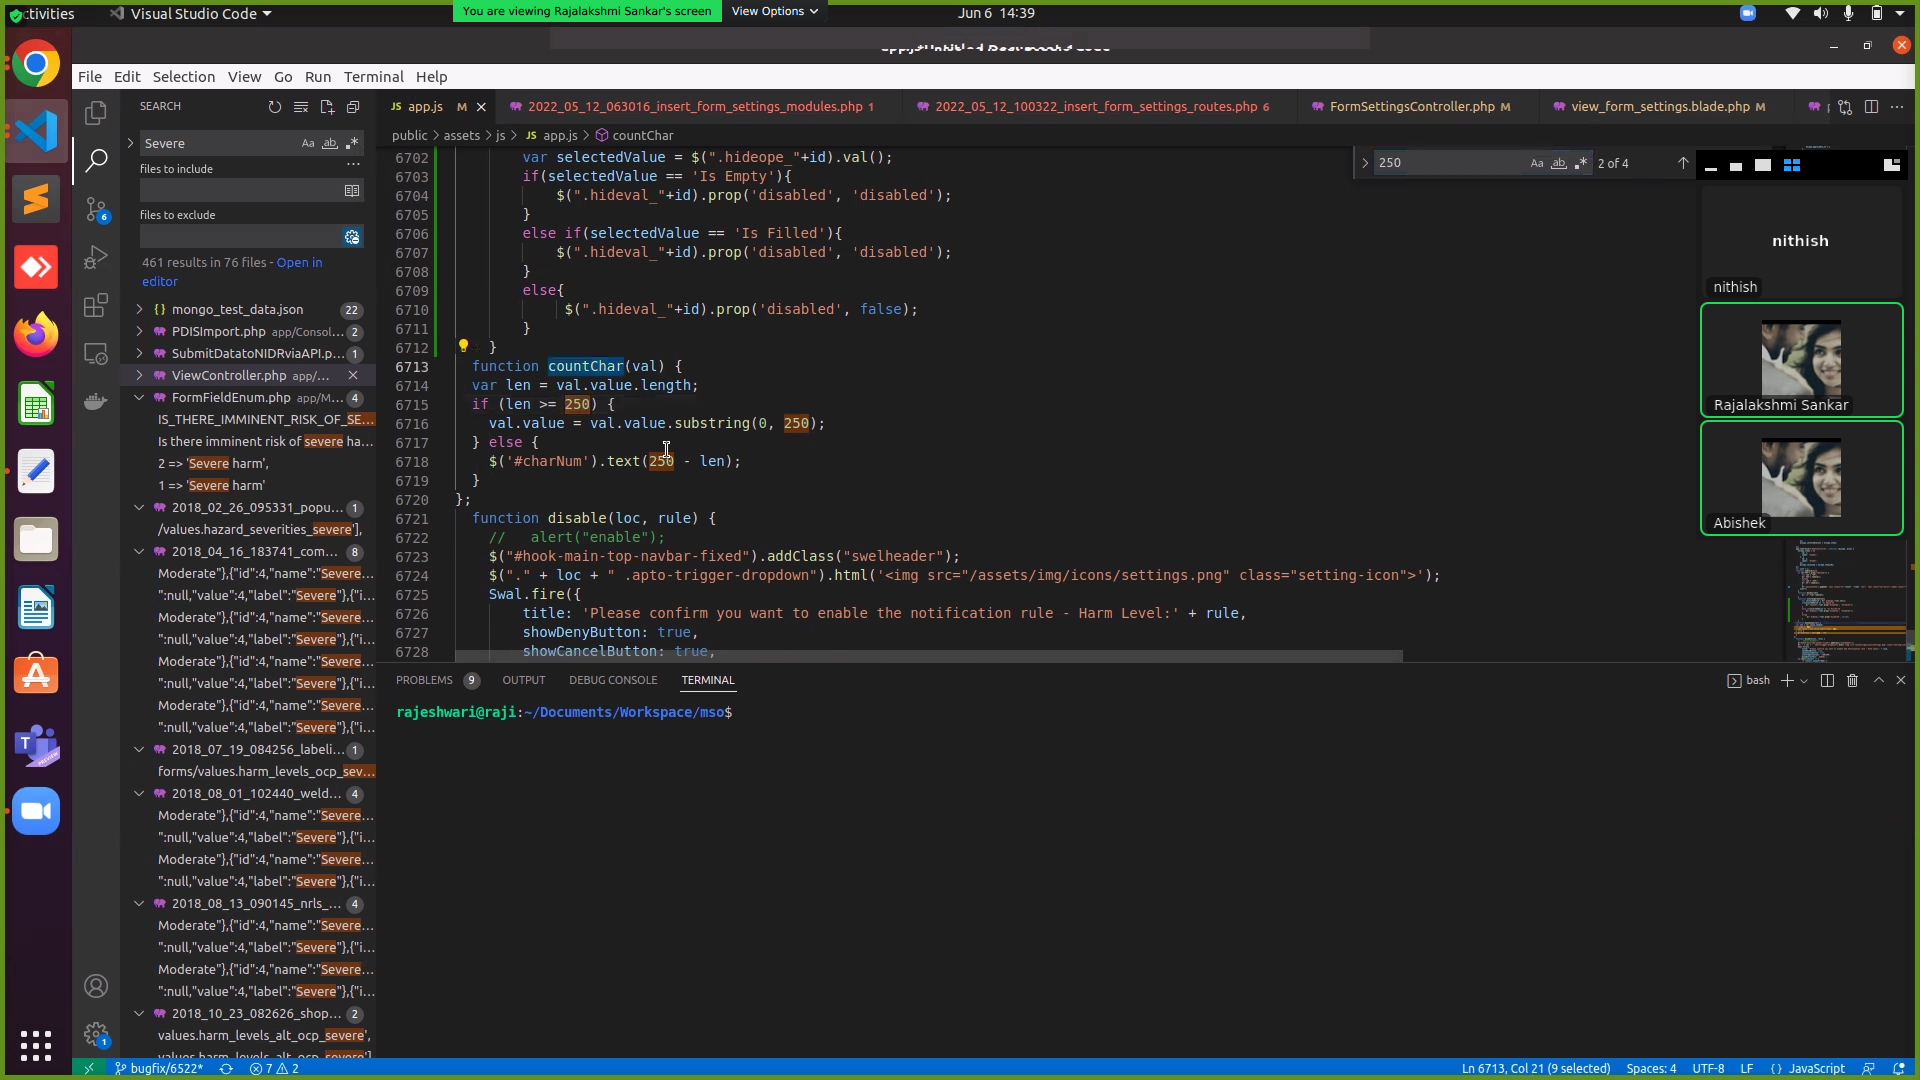 Activities
Visual Studio Code
You are viewing Rajalakshmi Sankar's screen
View Options
Jun 6 14:39
File Edit Selection View Go Run Terminal Help
SEARCH
JS app.js M
2022_05_12_063016_insert_form_settings_modules.php 1
2022_05_12_100322_insert_form_settings_routes.php 6
FormSettingsController.php M
view_form_settings.blade.php M
public > assets > js > JS app.js > countChar
Severe
Aa ab
files to include
files to exclude
461 results in 76 files - Open in
editor
{} mongo_test_data.json 22
PDISImport.php app/Consol... 2
SubmitDatatoNIDRviaAPI.p... 1
ViewController.php app/...
FormFieldEnum.php app/M... 4
IS_THERE_IMMINENT_RISK_OF_SE...
Is there imminent risk of severe ha...
2 => 'Severe harm',
1 => 'Severe harm'
2018_02_26_095331_popu... 1
/values.hazard_severities_severe'],
2018_04_16_183741_com... 8
Moderate"},{"id":4,"name":"Severe...
":null,"value":4,"label":"Severe"},{"i...
Moderate"},{"id":4,"name":"Severe...
":null,"value":4,"label":"Severe"},{"i...
Moderate"},{"id":4,"name":"Severe...
":null,"value":4,"label":"Severe"},{"i...
Moderate"},{"id":4,"name":"Severe...
":null,"value":4,"label":"Severe"},{"i...
2018_07_19_084256_labeli... 1
forms/values.harm_levels_ocp_sev...
2018_08_01_102440_weld... 4
Moderate"},{"id":4,"name":"Severe...
":null,"value":4,"label":"Severe"},{"i...
Moderate"},{"id":4,"name":"Severe...
":null,"value":4,"label":"Severe"},{"i...
2018_08_13_090145_nrls_... 4
Moderate"},{"id":4,"name":"Severe...
":null,"value":4,"label":"Severe"},{"i...
Moderate"},{"id":4,"name":"Severe...
":null,"value":4,"label":"Severe"},{"i...
2018_10_23_082626_shop... 2
values.harm_levels_alt_ocp_severe',
values.harm_levels_alt_ocp_severe']
6702 var selectedValue = $(".hideope_"+id).val();
6703 if(selectedValue == 'Is Empty'){
6704 $(".hideval_"+id).prop('disabled', 'disabled');
6705 }
6706 else if(selectedValue == 'Is Filled'){
6707 $(".hideval_"+id).prop('disabled', 'disabled');
6708 }
6709 else{
6710 $(".hideval_"+id).prop('disabled', false);
6711 }
6712 }
6713 function countChar(val) {
6714 var len = val.value.length;
6715 if (len >= 250) {
6716 val.value = val.value.substring(0, 250);
6717 } else {
6718 $('#charNum').text(250 - len);
6719 }
6720 };
6721 function disable(loc, rule) {
6722 // alert("enable");
6723 $("#hook-main-top-navbar-fixed").addClass("swelheader");
6724 $("." + loc + " .apto-trigger-dropdown").html('<img src="/assets/img/icons/settings.png" class="setting-icon">');
6725 Swal.fire({
6726 title: 'Please confirm you want to enable the notification rule - Harm Level:' + rule,
6727 showDenyButton: true,
6728 showCancelButton: true,
250
Aa ab
2 of 4
nithish
nithish
Rajalakshmi Sankar
Abishek
PROBLEMS 9 OUTPUT DEBUG CONSOLE TERMINAL
bash
rajeshwari@raji:~/Documents/Workspace/mso$
6
1
bugfix/6522*
7 2
Ln 6713, Col 21 (9 selected) Spaces: 4 UTF-8 LF {} JavaScript